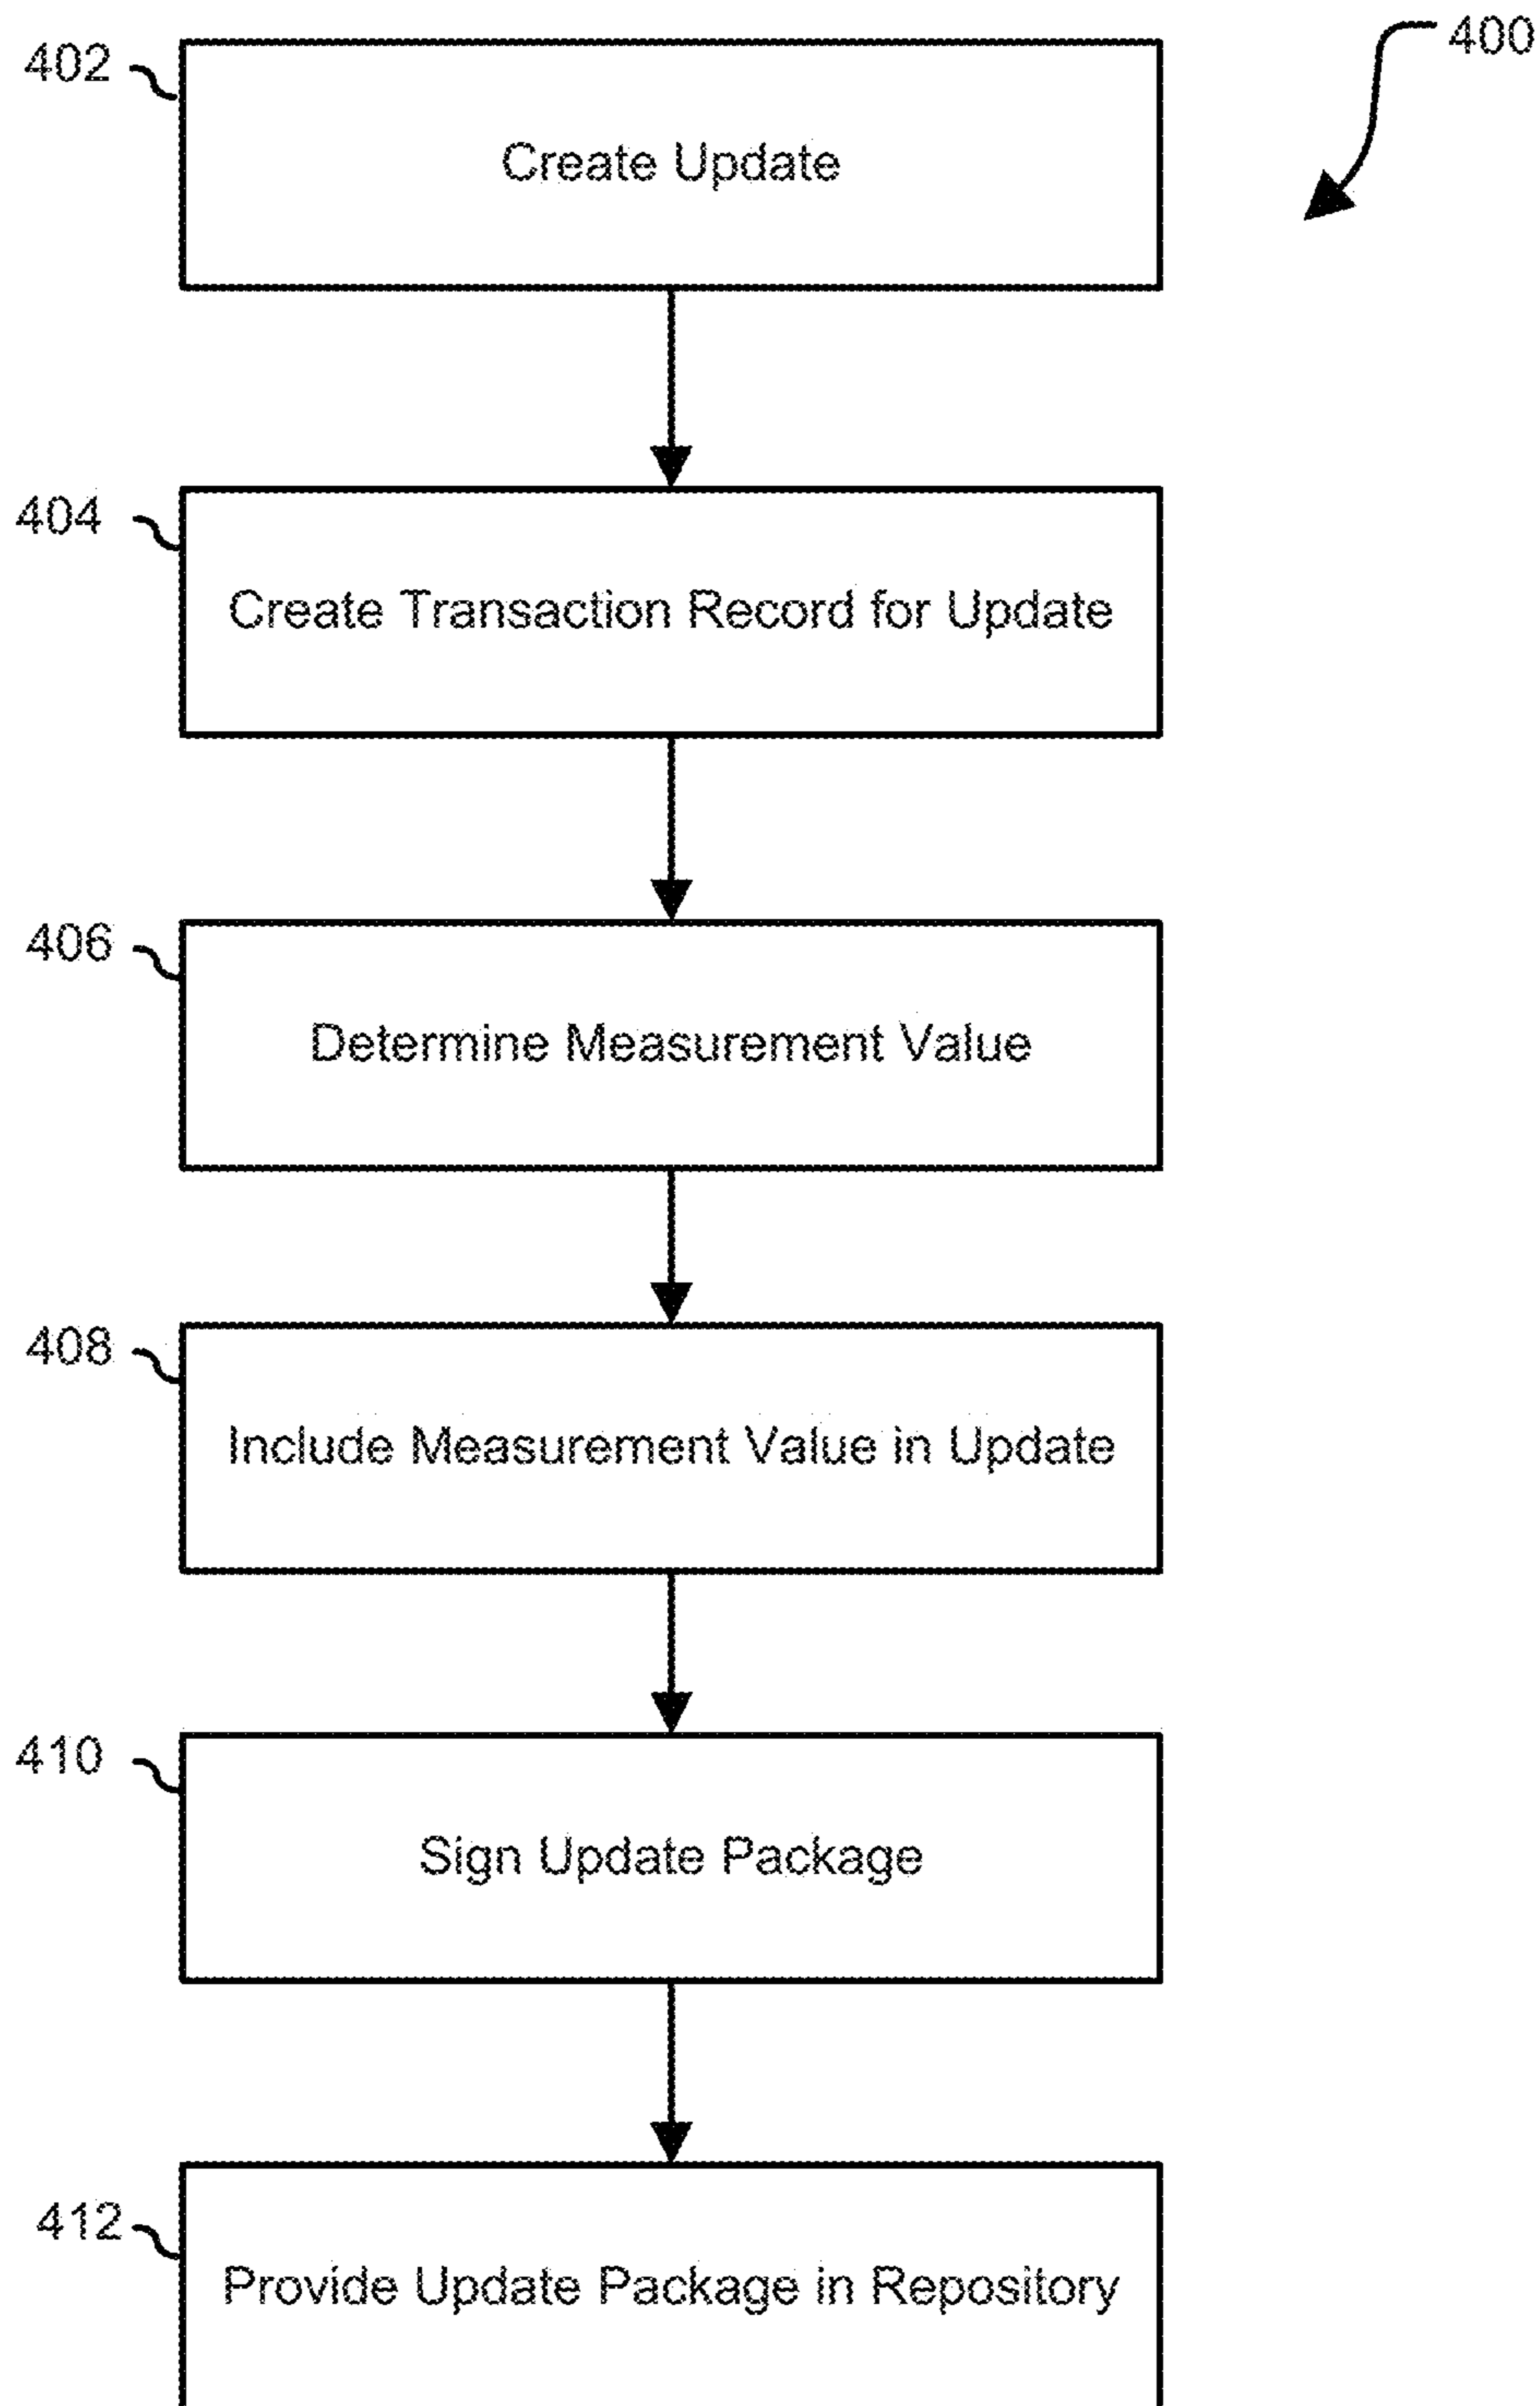 400
402
Create Update
404
Create Transaction Record for Update
406
Determine Measurement Value
408
Include Measurement Value in Update
410
Sign Update Package
412
Provide Update Package in Repository